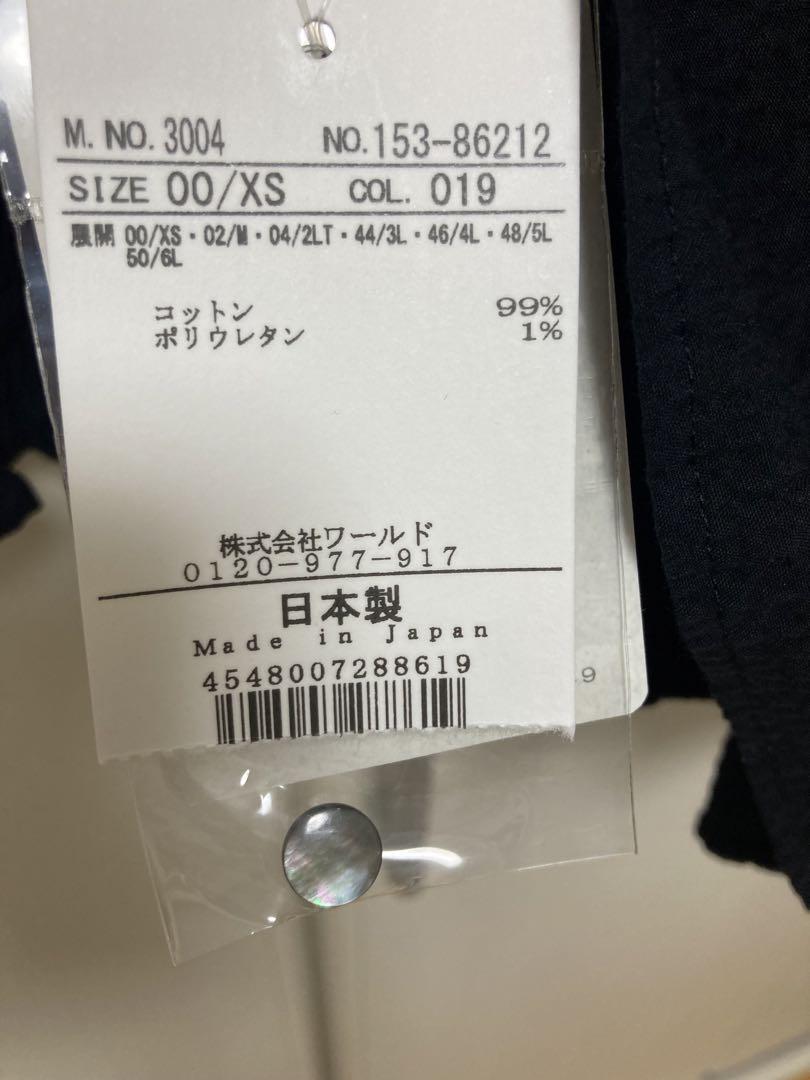 M. NO. 3004 NO. 153-86212
SIZE 00/XS COL. 019
展開 00/XS・02/M・04/2LT・44/3L・46/4L・48/5L
50/6L
コットン 99%
ポリウレタン 1%
株式会社ワールド
0120-977-917
日本製
Made in Japan
4548007288619
9